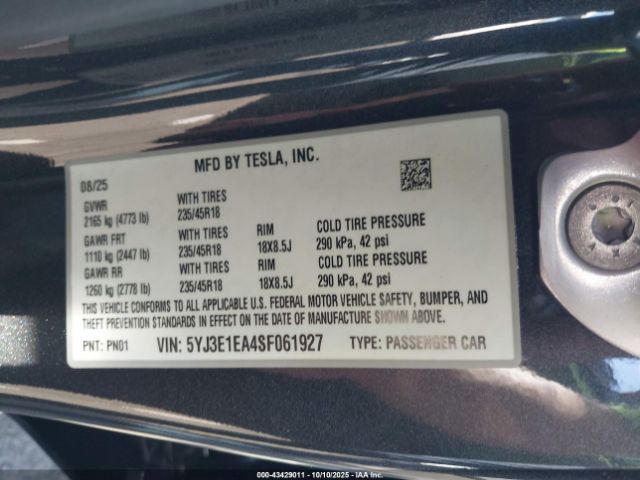 MFD BY TESLA, INC.
08/25
GVWR WITH TIRES
2165 kg (4773 lb) 235/45R18
GAWR FRT WITH TIRES RIM COLD TIRE PRESSURE
1110 kg (2447 lb) 235/45R18 18X8.5J 290 kPa, 42 psi
GAWR RR WITH TIRES RIM COLD TIRE PRESSURE
1260 kg (2778 lb) 235/45R18 18X8.5J 290 kPa, 42 psi
THIS VEHICLE CONFORMS TO ALL APPLICABLE U.S. FEDERAL MOTOR VEHICLE SAFETY, BUMPER, AND
THEFT PREVENTION STANDARDS IN EFFECT ON THE DATE OF MANUFACTURE SHOWN ABOVE.
PNT: PN01 VIN: 5YJ3E1EA4SF061927 TYPE: PASSENGER CAR
000-43429011 - 10/10/2025 - IAAI.com